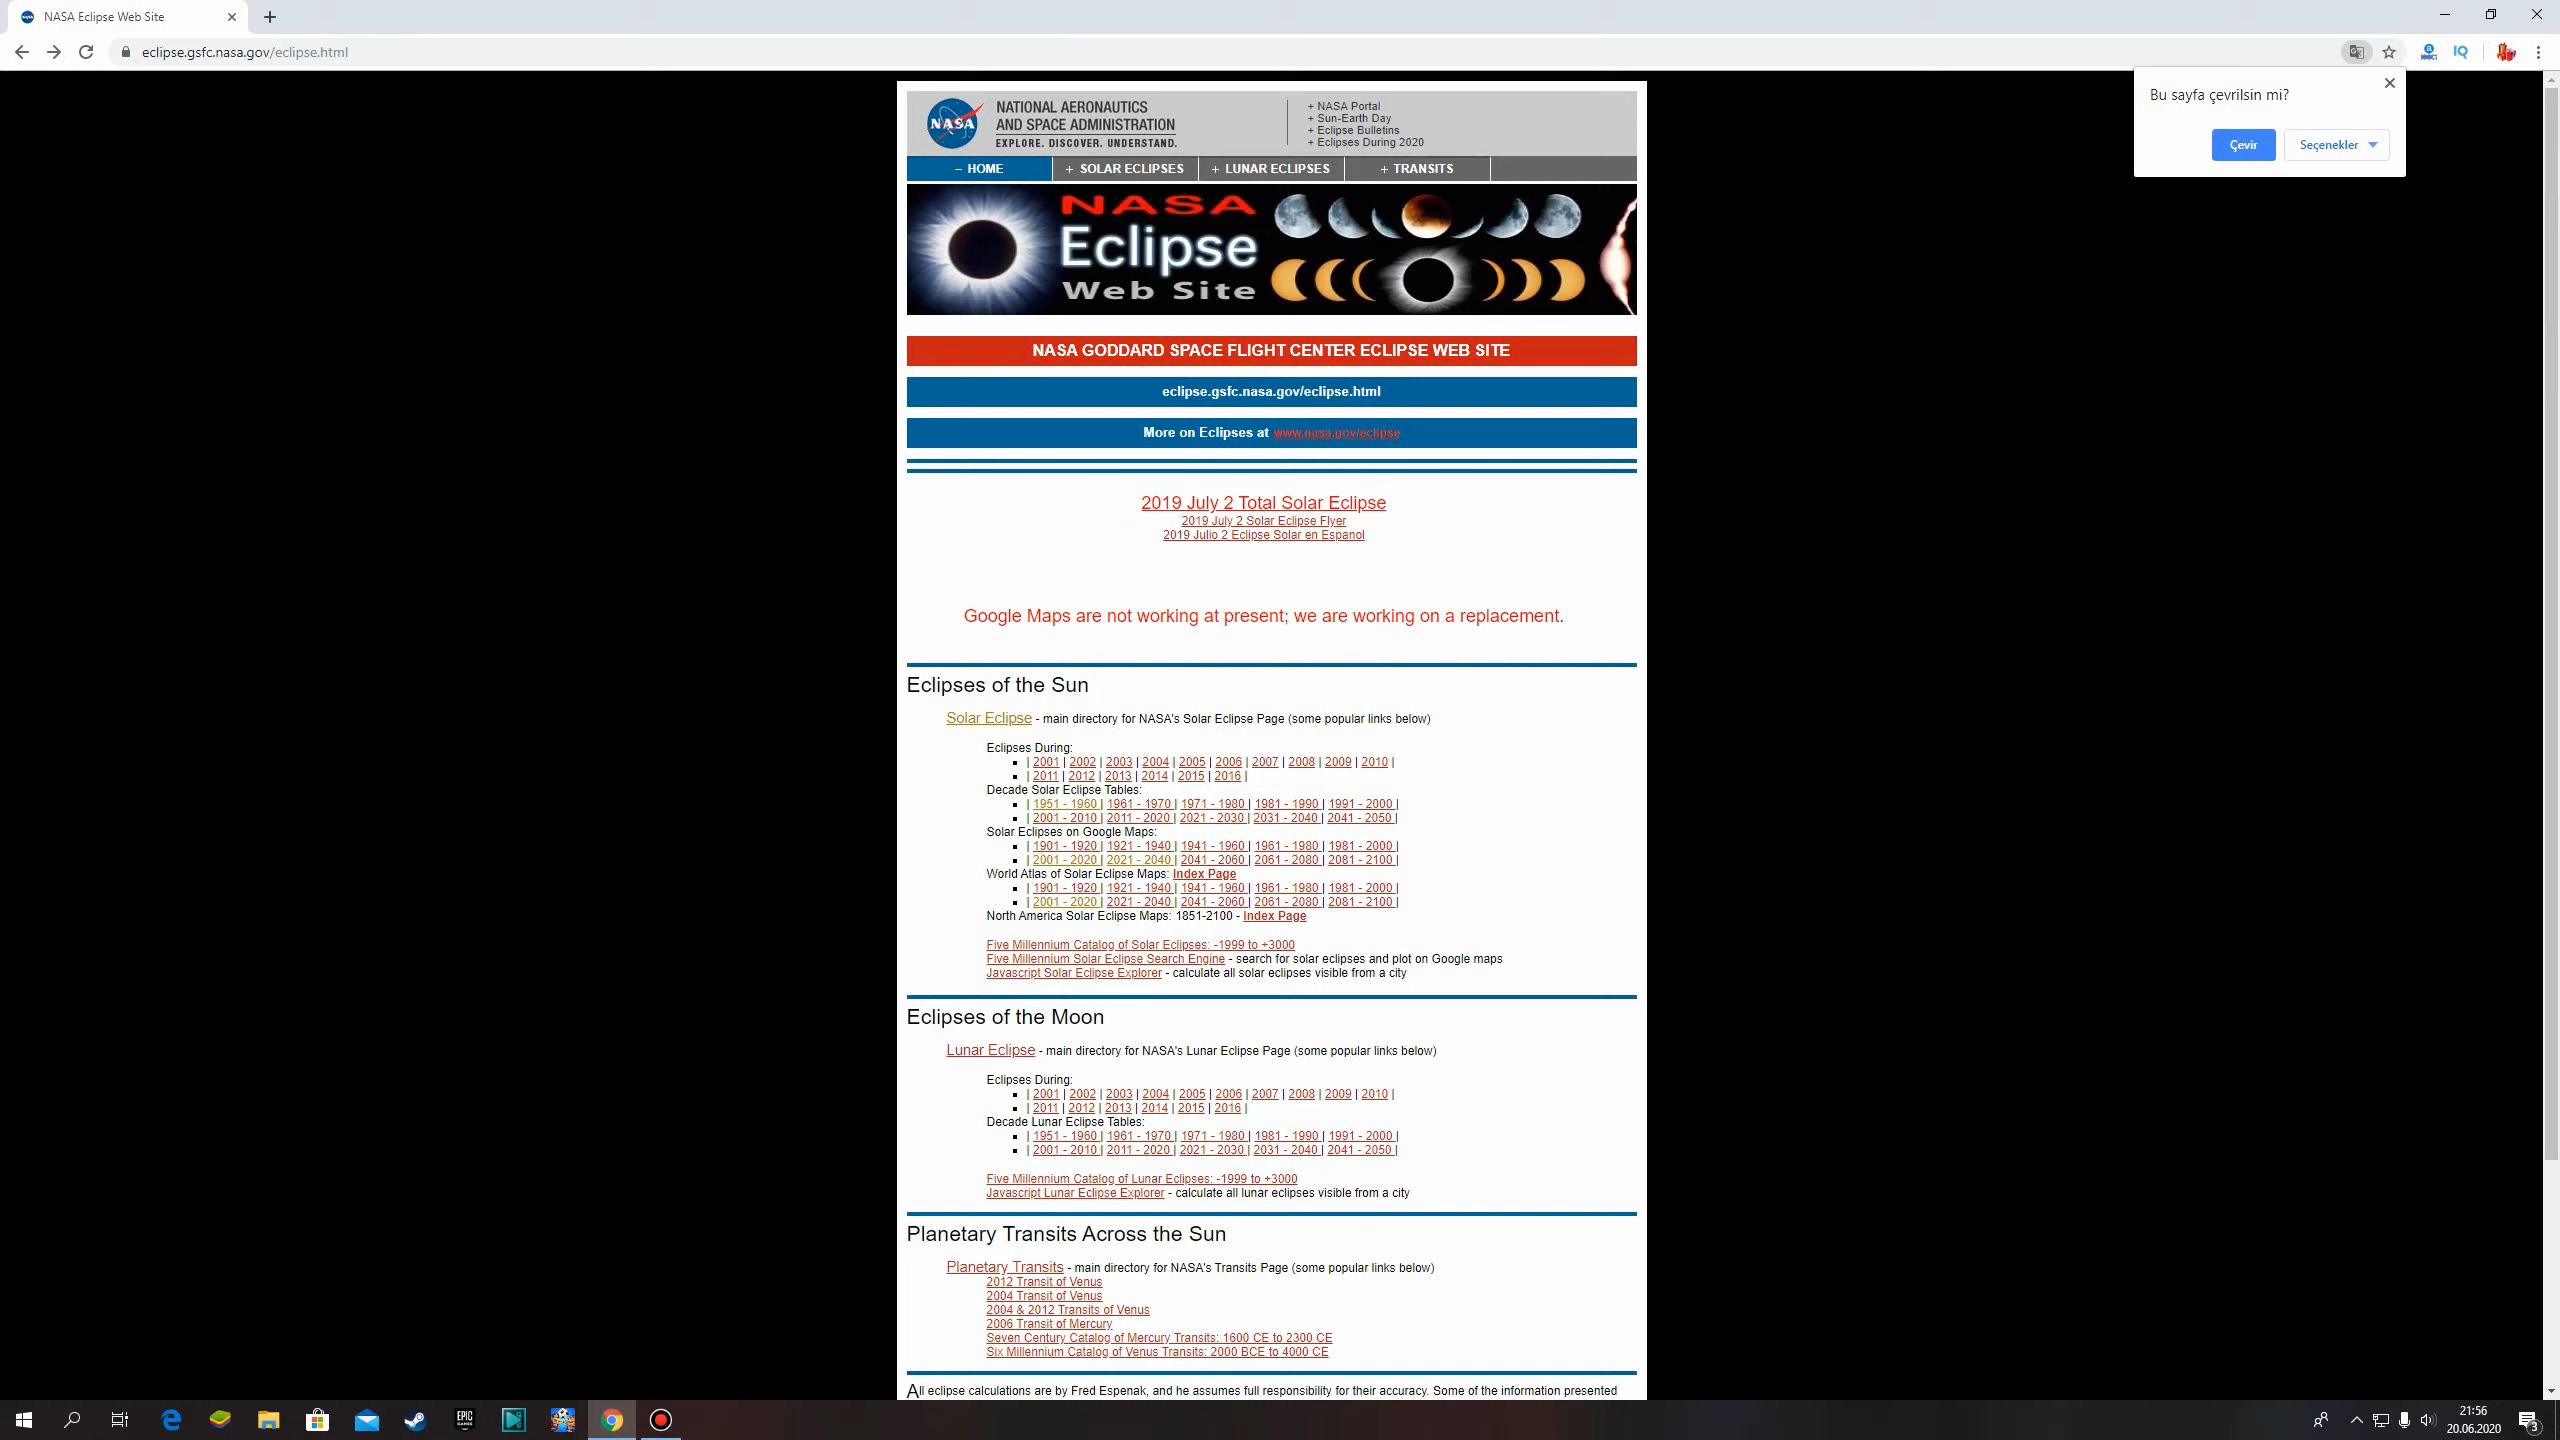 NASA Eclipse Web Site
eclipse.gsfc.nasa.gov/eclipse.html
IQ
Bu sayfa çevrilsin mi?
Çevir
Seçenekler
NASA
NATIONAL AERONAUTICS
AND SPACE ADMINISTRATION
EXPLORE. DISCOVER. UNDERSTAND.
+ NASA Portal
+ Sun-Earth Day
+ Eclipse Bulletins
+ Eclipses During 2020
– HOME
+ SOLAR ECLIPSES
+ LUNAR ECLIPSES
+ TRANSITS
NASA
Eclipse
Web Site
NASA GODDARD SPACE FLIGHT CENTER ECLIPSE WEB SITE
eclipse.gsfc.nasa.gov/eclipse.html
More on Eclipses at www.nasa.gov/eclipse
2019 July 2 Total Solar Eclipse
2019 July 2 Solar Eclipse Flyer
2019 Julio 2 Eclipse Solar en Espanol
Google Maps are not working at present; we are working on a replacement.
Eclipses of the Sun
Solar Eclipse - main directory for NASA's Solar Eclipse Page (some popular links below)
Eclipses During:
| 2001 | 2002 | 2003 | 2004 | 2005 | 2006 | 2007 | 2008 | 2009 | 2010 |
| 2011 | 2012 | 2013 | 2014 | 2015 | 2016 |
Decade Solar Eclipse Tables:
| 1951 - 1960 | 1961 - 1970 | 1971 - 1980 | 1981 - 1990 | 1991 - 2000 |
| 2001 - 2010 | 2011 - 2020 | 2021 - 2030 | 2031 - 2040 | 2041 - 2050 |
Solar Eclipses on Google Maps:
| 1901 - 1920 | 1921 - 1940 | 1941 - 1960 | 1961 - 1980 | 1981 - 2000 |
| 2001 - 2020 | 2021 - 2040 | 2041 - 2060 | 2061 - 2080 | 2081 - 2100 |
World Atlas of Solar Eclipse Maps: Index Page
| 1901 - 1920 | 1921 - 1940 | 1941 - 1960 | 1961 - 1980 | 1981 - 2000 |
| 2001 - 2020 | 2021 - 2040 | 2041 - 2060 | 2061 - 2080 | 2081 - 2100 |
North America Solar Eclipse Maps: 1851-2100 - Index Page
Five Millennium Catalog of Solar Eclipses: -1999 to +3000
Five Millennium Solar Eclipse Search Engine - search for solar eclipses and plot on Google maps
Javascript Solar Eclipse Explorer - calculate all solar eclipses visible from a city
Eclipses of the Moon
Lunar Eclipse - main directory for NASA's Lunar Eclipse Page (some popular links below)
Eclipses During:
| 2001 | 2002 | 2003 | 2004 | 2005 | 2006 | 2007 | 2008 | 2009 | 2010 |
| 2011 | 2012 | 2013 | 2014 | 2015 | 2016 |
Decade Lunar Eclipse Tables:
| 1951 - 1960 | 1961 - 1970 | 1971 - 1980 | 1981 - 1990 | 1991 - 2000 |
| 2001 - 2010 | 2011 - 2020 | 2021 - 2030 | 2031 - 2040 | 2041 - 2050 |
Five Millennium Catalog of Lunar Eclipses: -1999 to +3000
Javascript Lunar Eclipse Explorer - calculate all lunar eclipses visible from a city
Planetary Transits Across the Sun
Planetary Transits - main directory for NASA's Transits Page (some popular links below)
2012 Transit of Venus
2004 Transit of Venus
2004 & 2012 Transits of Venus
2006 Transit of Mercury
Seven Century Catalog of Mercury Transits: 1600 CE to 2300 CE
Six Millennium Catalog of Venus Transits: 2000 BCE to 4000 CE
All eclipse calculations are by Fred Espenak, and he assumes full responsibility for their accuracy. Some of the information presented
EPIC
GAMES
21:56
20.06.2020
3